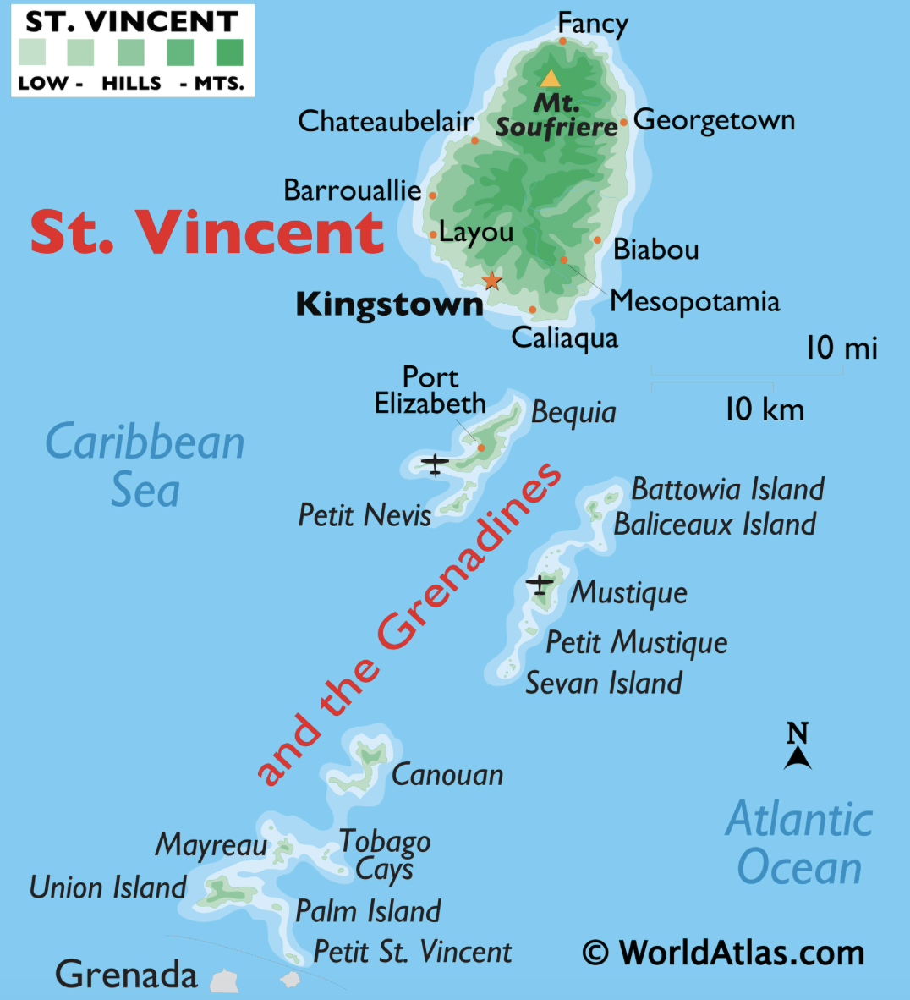 ST. VINCENT
LOW - HILLS - MTS.
Fancy
Mt.
Soufriere
Chateaubelair
Georgetown
Barrouallie
St. Vincent
Layou
Biabou
Kingstown
Mesopotamia
Caliaqua
10 mi
10 km
Port
Elizabeth
Bequia
Caribbean
Sea
Petit Nevis
and the Grenadines
Battowia Island
Baliceaux Island
Mustique
Petit Mustique
Sevan Island
N
Canouan
Atlantic
Ocean
Mayreau
Tobago
Cays
Union Island
Palm Island
Petit St. Vincent
Grenada
© WorldAtlas.com